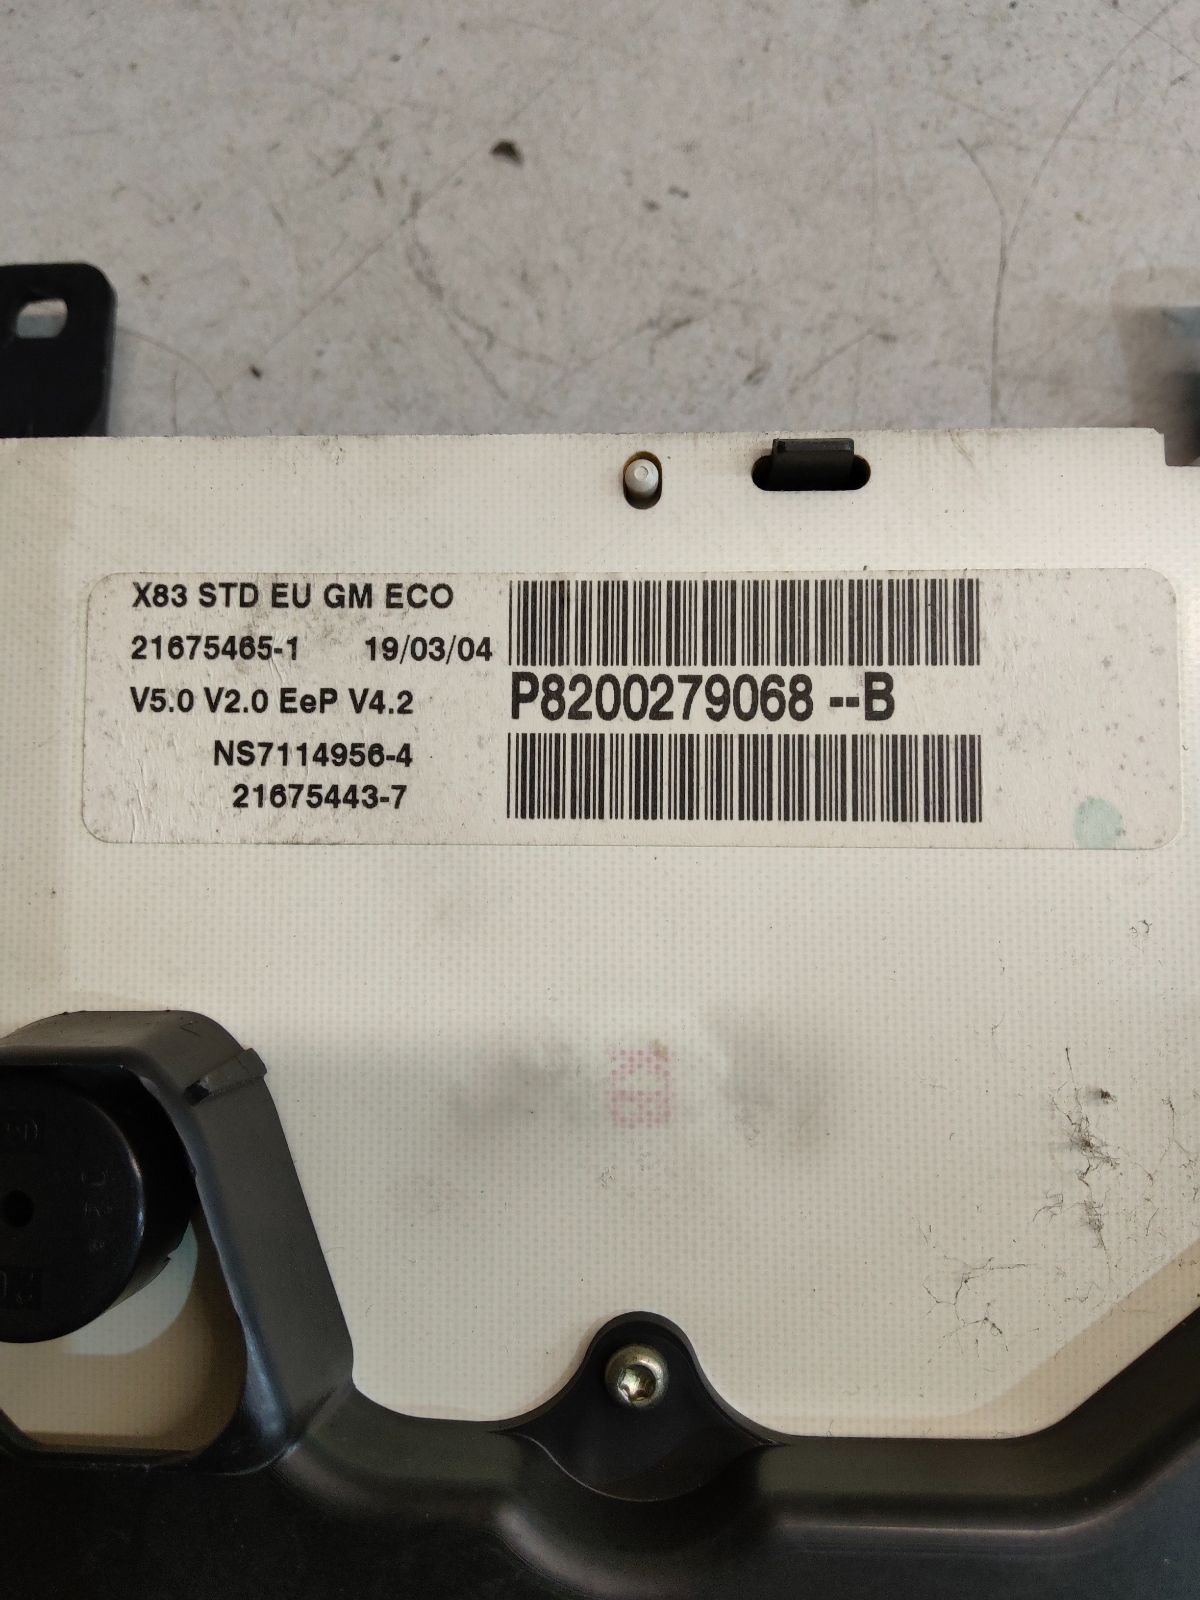 X83 STD EU GM ECO
21675465-1 19/03/04
V5.0 V2.0 EeP V4.2
P8200279068--B
NS7114956-4
21675443-7